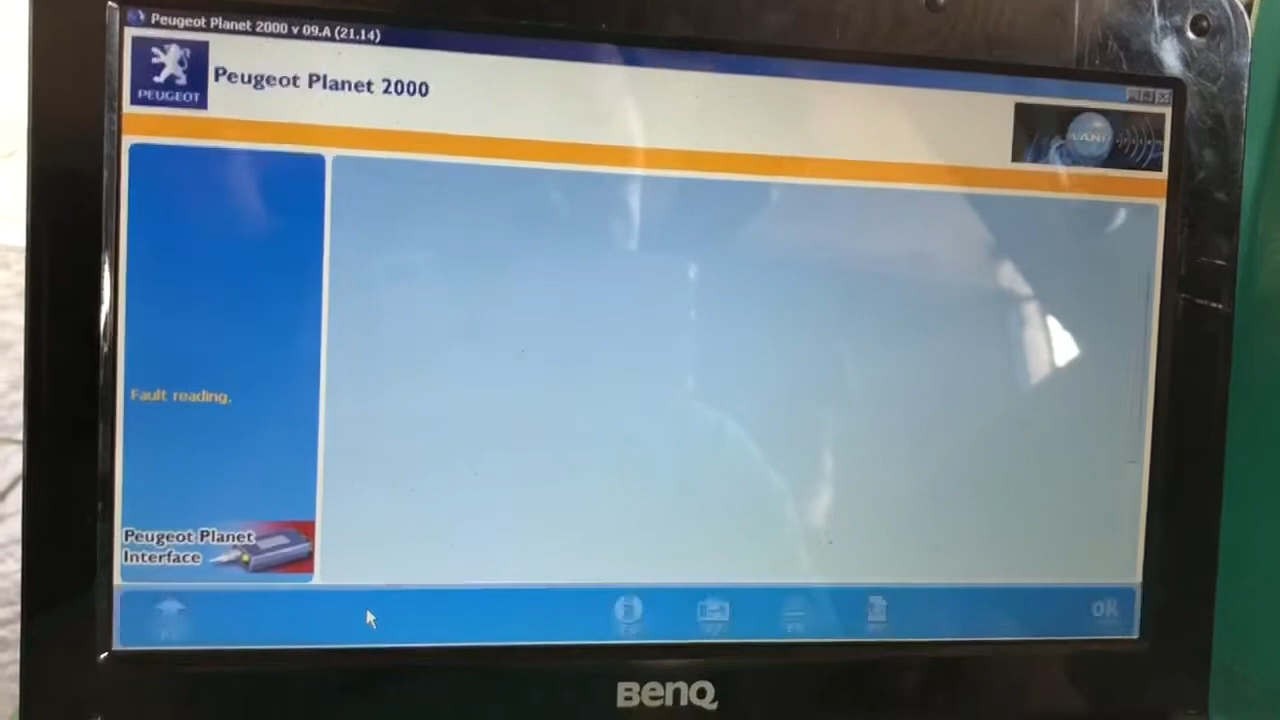 Peugeot Planet 2000 v 09.A (21.14)
PEUGEOT
Peugeot Planet 2000
Fault reading.
Peugeot Planet
Interface
OK
BenQ